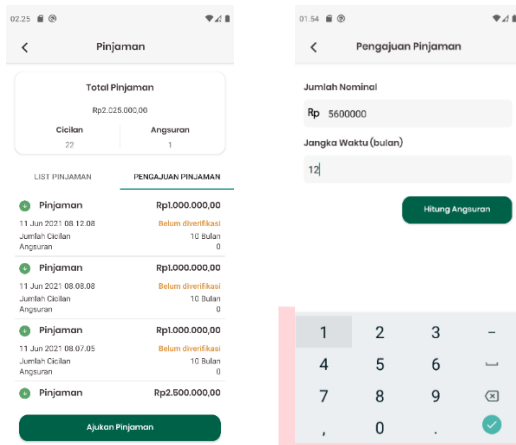 02.25
Pinjaman
Total Pinjaman
Rp2.025.000,00
Cicilan
Angsuran
22
1
LIST PINJAMAN
PENGAJUAN PINJAMAN
Pinjaman
Rp1.000.000,00
11 Jun 2021 08.12.08
Belum diverifikasi
Jumlah Cicilan
10 Bulan
Angsuran
0
Pinjaman
Rp1.000.000,00
11 Jun 2021 08.08.08
Belum diverifikasi
Jumlah Cicilan
10 Bulan
Angsuran
0
Pinjaman
Rp1.000.000,00
11 Jun 2021 08.07.05
Belum diverifikasi
Jumlah Cicilan
10 Bulan
Angsuran
0
Pinjaman
Rp2.500.000,00
Ajukan Pinjaman
01.54
Pengajuan Pinjaman
Jumlah Nominal
Rp 5600000
Jangka Waktu (bulan)
12
Hitung Angsuran
1 2 3 –
4 5 6
7 8 9
, 0 .